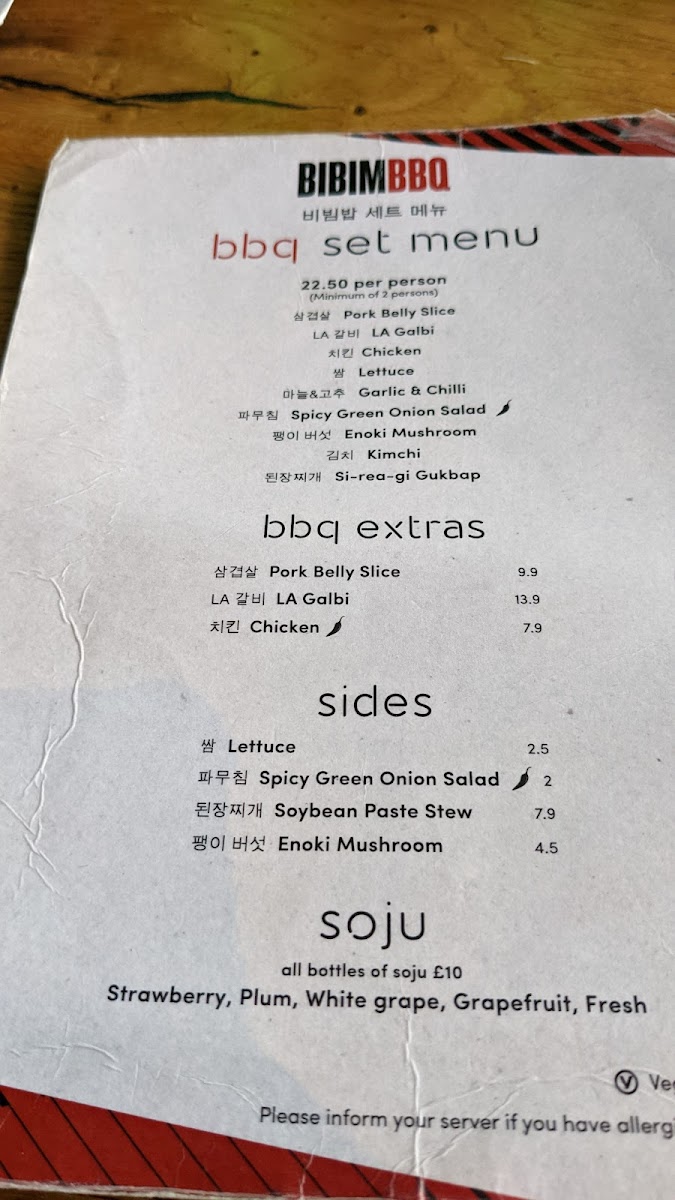 BIBIMBBQ
비빔밥 세트 메뉴
bbq set menu
22.50 per person
(Minimum of 2 persons)
삼겹살 Pork Belly Slice
LA 갈비 LA Galbi
치킨 Chicken
쌈 Lettuce
마늘&고추 Garlic & Chilli
파무침 Spicy Green Onion Salad
팽이 버섯 Enoki Mushroom
김치 Kimchi
된장찌개 Si-rea-gi Gukbap
bbq extras
삼겹살 Pork Belly Slice 9.9
LA 갈비 LA Galbi 13.9
치킨 Chicken 7.9
sides
쌈 Lettuce 2.5
파무침 Spicy Green Onion Salad 2
된장찌개 Soybean Paste Stew 7.9
팽이 버섯 Enoki Mushroom 4.5
soju
all bottles of soju £10
Strawberry, Plum, White grape, Grapefruit, Fresh
V
Please inform your server if you have